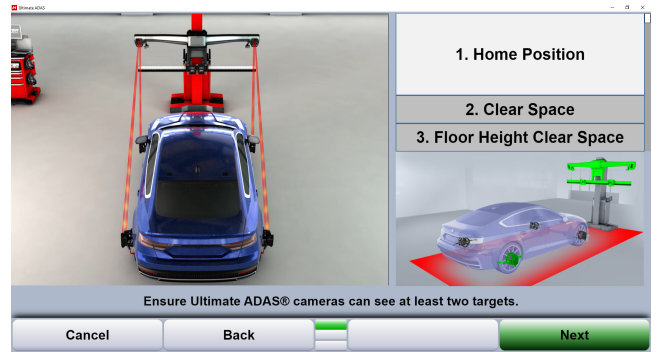 Ultimate ADAS
1. Home Position
2. Clear Space
3. Floor Height Clear Space
Ensure Ultimate ADAS® cameras can see at least two targets.
Cancel
Back
Next